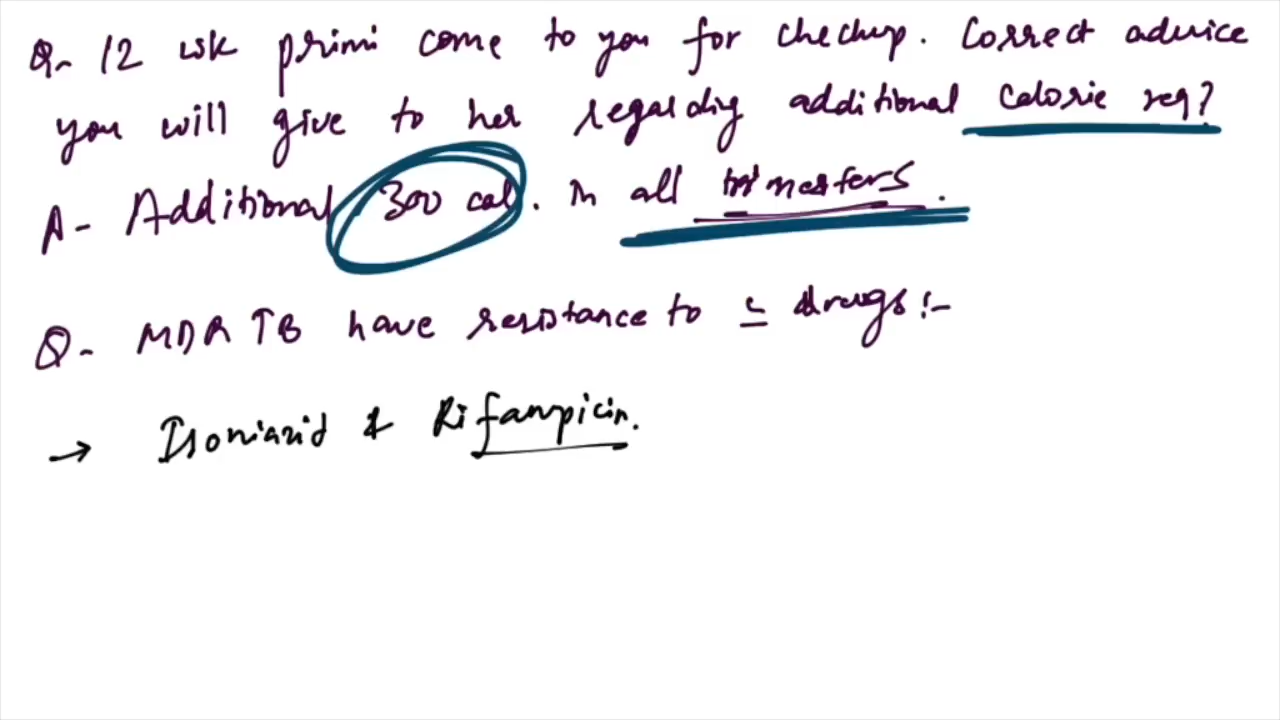 Q- 12 wk primi come to you for checkup. Correct advice
you will give to her regarding additional calorie req?
A- Additional 300 cal. in all trimesters.
Q- MDR TB have resistance to drugs:-
→ Isoniazid & Rifampicin.